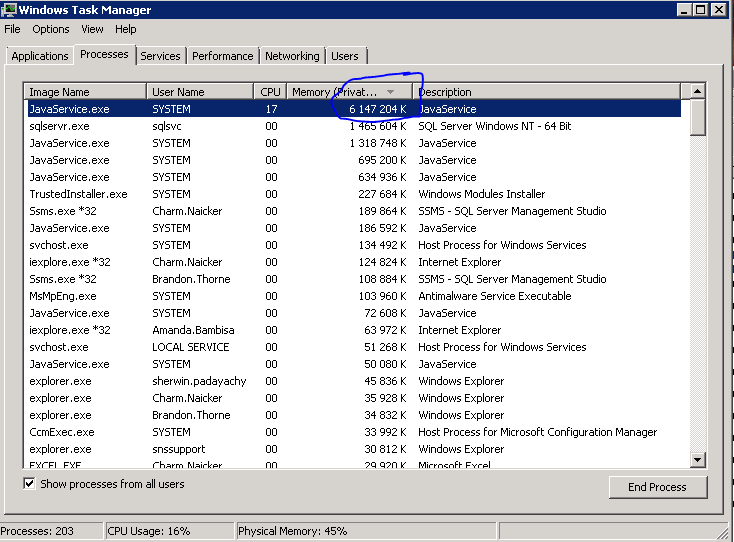 Windows Task Manager
File Options View Help
Applications Processes Services Performance Networking Users
Image Name User Name CPU Memory (Privat... Description
JavaService.exe SYSTEM 17 6 147 204 K JavaService
sqlservr.exe sqlsvc 00 1 465 604 K SQL Server Windows NT - 64 Bit
JavaService.exe SYSTEM 00 1 318 748 K JavaService
JavaService.exe SYSTEM 00 695 200 K JavaService
JavaService.exe SYSTEM 00 634 936 K JavaService
TrustedInstaller.exe SYSTEM 00 227 684 K Windows Modules Installer
Ssms.exe *32 Charm.Naicker 00 189 864 K SSMS - SQL Server Management Studio
JavaService.exe SYSTEM 00 186 592 K JavaService
svchost.exe SYSTEM 00 134 492 K Host Process for Windows Services
iexplore.exe *32 Charm.Naicker 00 124 824 K Internet Explorer
Ssms.exe *32 Brandon.Thorne 00 108 884 K SSMS - SQL Server Management Studio
MsMpEng.exe SYSTEM 00 103 960 K Antimalware Service Executable
JavaService.exe SYSTEM 00 72 608 K JavaService
iexplore.exe *32 Amanda.Bambisa 00 63 972 K Internet Explorer
svchost.exe LOCAL SERVICE 00 51 268 K Host Process for Windows Services
JavaService.exe SYSTEM 00 50 080 K JavaService
explorer.exe sherwin.padayachy 00 45 836 K Windows Explorer
explorer.exe Charm.Naicker 00 35 928 K Windows Explorer
explorer.exe Brandon.Thorne 00 34 832 K Windows Explorer
CcmExec.exe SYSTEM 00 33 992 K Host Process for Microsoft Configuration Manager
explorer.exe snssupport 00 30 812 K Windows Explorer
EXCEL.EXE Charm.Naicker 00 29 920 K Microsoft Excel
Show processes from all users
End Process
Processes: 203 CPU Usage: 16% Physical Memory: 45%